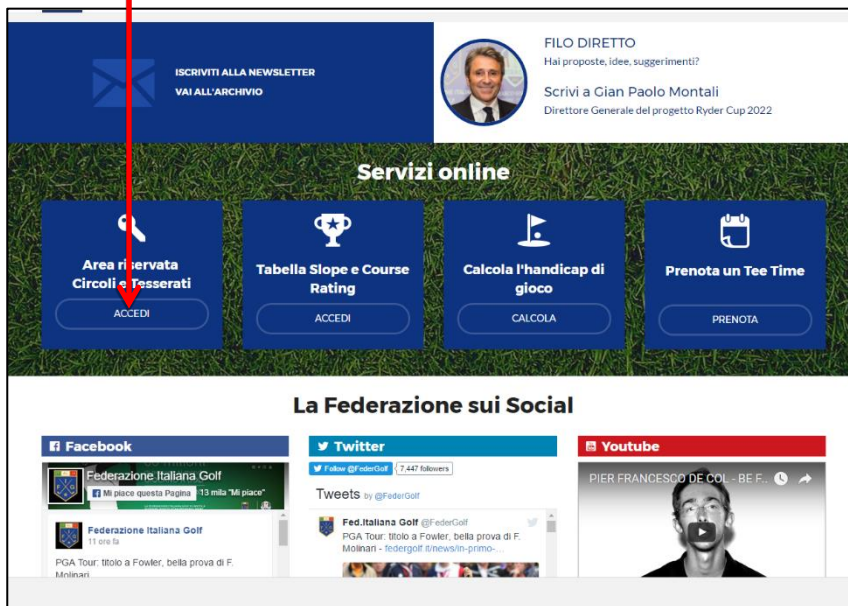 ISCRIVITI ALLA NEWSLETTER
VAI ALL'ARCHIVIO
FILO DIRETTO
Hai proposte, idee, suggerimenti?
Scrivi a Gian Paolo Montali
Direttore Generale del progetto Ryder Cup 2022
Servizi online
Area riservata
Circoli e Tesserati
ACCEDI
Tabella Slope e Course
Rating
ACCEDI
Calcola l'handicap di
gioco
CALCOLA
Prenota un Tee Time
PRENOTA
La Federazione sui Social
Facebook
Federazione Italiana Golf
Mi piace questa Pagina
13 mila "Mi piace"
Federazione Italiana Golf
11 ore fa
PGA Tour: titolo a Fowler, bella prova di F.
Molinari
Twitter
Follow @FederGolf
7,447 followers
Tweets by @FederGolf
Fed.Italiana Golf @FederGolf
PGA Tour: titolo a Fowler, bella prova di F.
Molinari - federgolf.it/news/in-primo-...
Youtube
PIER FRANCESCO DE COL - BE F...